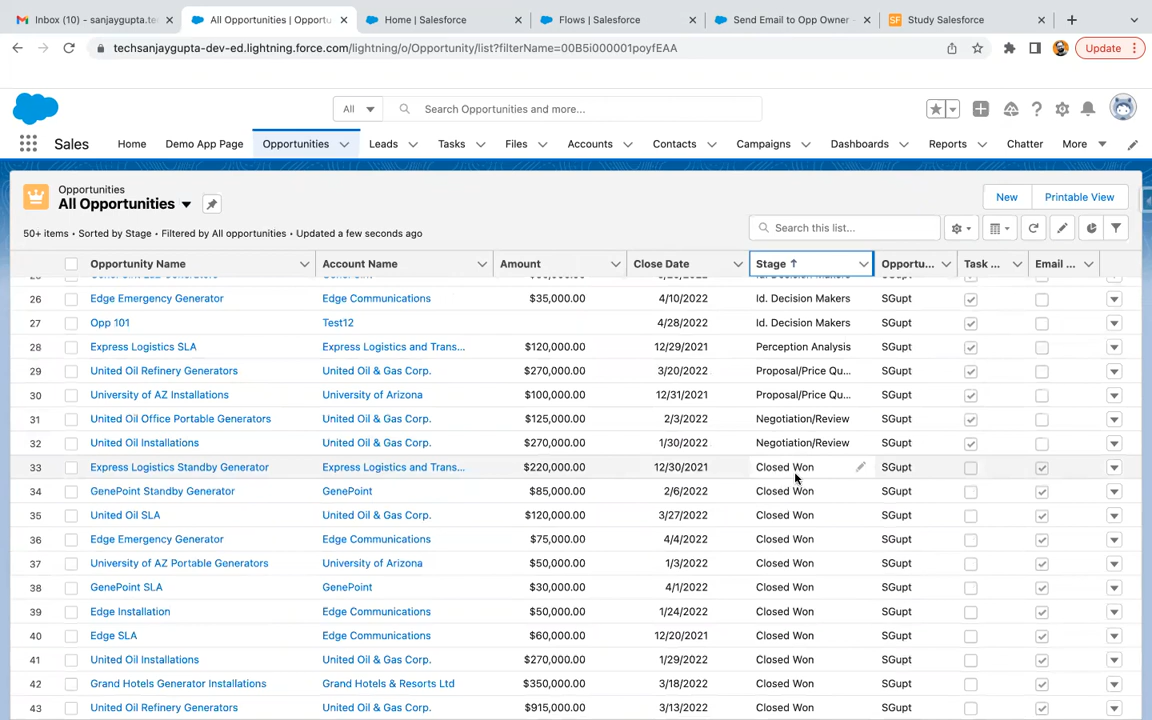 Inbox (10) - sanjaygupta.te
All Opportunities | Opportu
Home | Salesforce
Flows | Salesforce
Send Email to Opp Owner -
SF Study Salesforce
techsanjaygupta-dev-ed.lightning.force.com/lightning/o/Opportunity/list?filterName=00B5i000001poyfEAA
Update
All Search Opportunities and more...
Sales Home Demo App Page Opportunities Leads Tasks Files Accounts Contacts Campaigns Dashboards Reports Chatter More
Opportunities
All Opportunities
New Printable View
50+ items • Sorted by Stage • Filtered by All opportunities • Updated a few seconds ago
Search this list...
Opportunity Name Account Name Amount Close Date Stage ↑ Opportu... Task ... Email ...
26 Edge Emergency Generator Edge Communications $35,000.00 4/10/2022 Id. Decision Makers SGupt
27 Opp 101 Test12 4/28/2022 Id. Decision Makers SGupt
28 Express Logistics SLA Express Logistics and Trans... $120,000.00 12/29/2021 Perception Analysis SGupt
29 United Oil Refinery Generators United Oil & Gas Corp. $270,000.00 3/20/2022 Proposal/Price Qu... SGupt
30 University of AZ Installations University of Arizona $100,000.00 12/31/2021 Proposal/Price Qu... SGupt
31 United Oil Office Portable Generators United Oil & Gas Corp. $125,000.00 2/3/2022 Negotiation/Review SGupt
32 United Oil Installations United Oil & Gas Corp. $270,000.00 1/30/2022 Negotiation/Review SGupt
33 Express Logistics Standby Generator Express Logistics and Trans... $220,000.00 12/30/2021 Closed Won SGupt
34 GenePoint Standby Generator GenePoint $85,000.00 2/6/2022 Closed Won SGupt
35 United Oil SLA United Oil & Gas Corp. $120,000.00 3/27/2022 Closed Won SGupt
36 Edge Emergency Generator Edge Communications $75,000.00 4/4/2022 Closed Won SGupt
37 University of AZ Portable Generators University of Arizona $50,000.00 1/3/2022 Closed Won SGupt
38 GenePoint SLA GenePoint $30,000.00 4/1/2022 Closed Won SGupt
39 Edge Installation Edge Communications $50,000.00 1/24/2022 Closed Won SGupt
40 Edge SLA Edge Communications $60,000.00 12/20/2021 Closed Won SGupt
41 United Oil Installations United Oil & Gas Corp. $270,000.00 1/29/2022 Closed Won SGupt
42 Grand Hotels Generator Installations Grand Hotels & Resorts Ltd $350,000.00 3/18/2022 Closed Won SGupt
43 United Oil Refinery Generators United Oil & Gas Corp. $915,000.00 3/13/2022 Closed Won SGupt